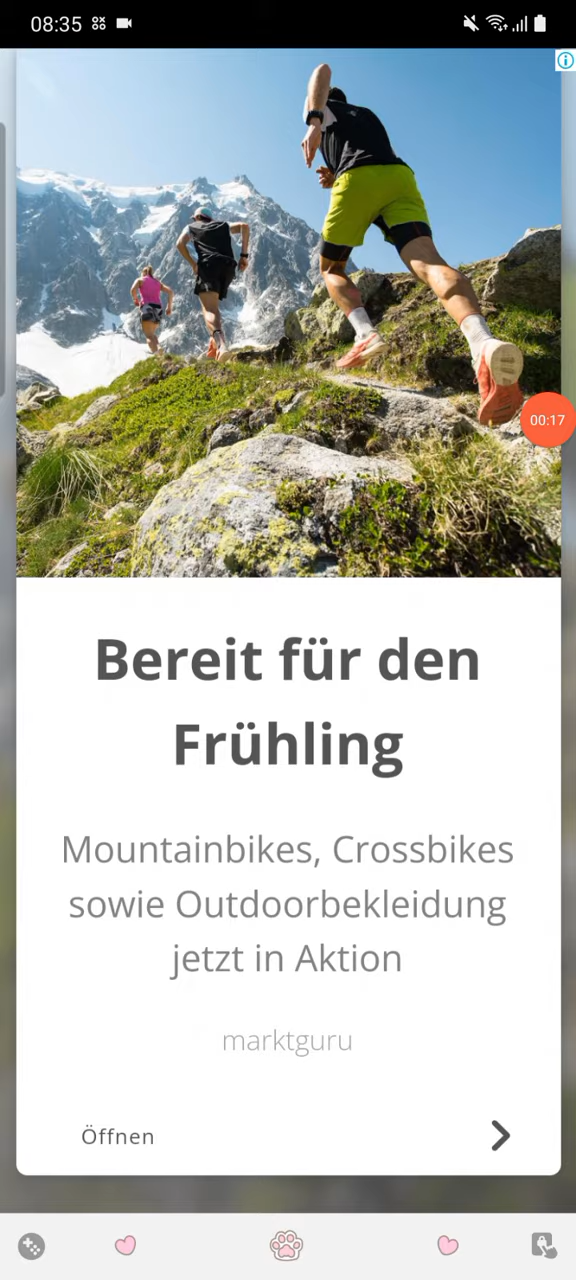 08:35
00:17
Bereit für den
Frühling
Mountainbikes, Crossbikes
sowie Outdoorbekleidung
jetzt in Aktion
marktguru
Öffnen